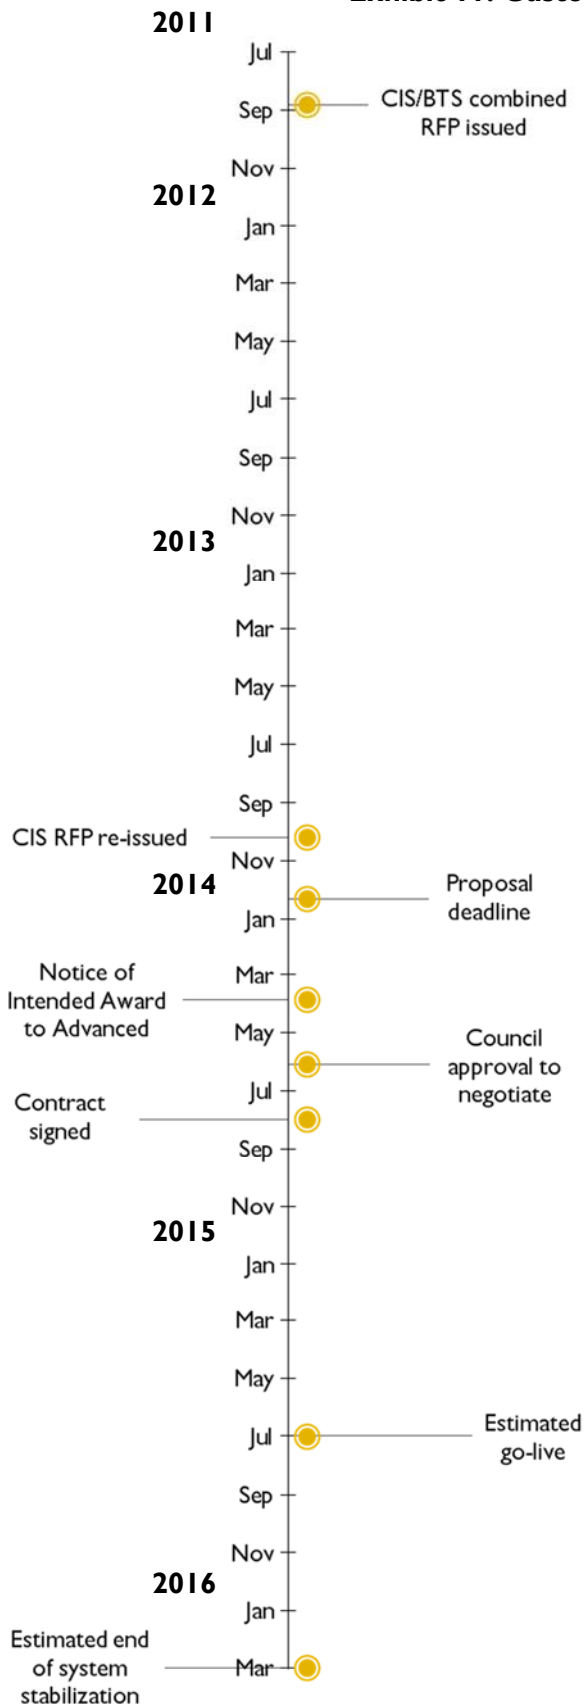 2011
Jul
CIS/BTS combined
RFP issued
Sep
Nov
2012
Jan
Mar
May
Jul
Sep
Nov
2013
Jan
Mar
May
Jul
Sep
CIS RFP re-issued
Nov
2014
Proposal
deadline
Jan
Mar
Notice of
Intended Award
to Advanced
May
Council
approval to
negotiate
Jul
Contract
signed
Sep
Nov
2015
Jan
Mar
May
Jul
Estimated
go-live
Sep
Nov
2016
Jan
Estimated end
of system
stabilization
Mar